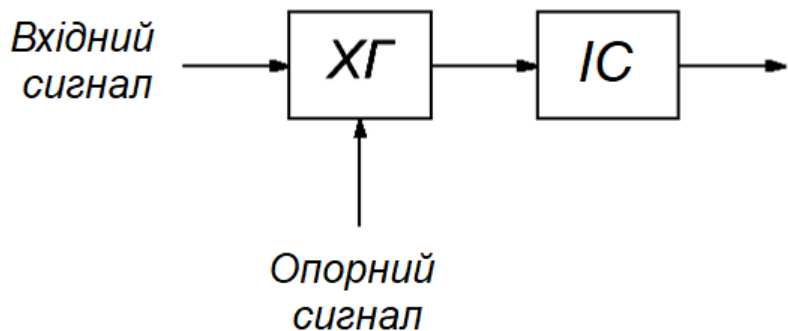 Вхідний
сигнал
ХГ
ІС
Опорний
сигнал